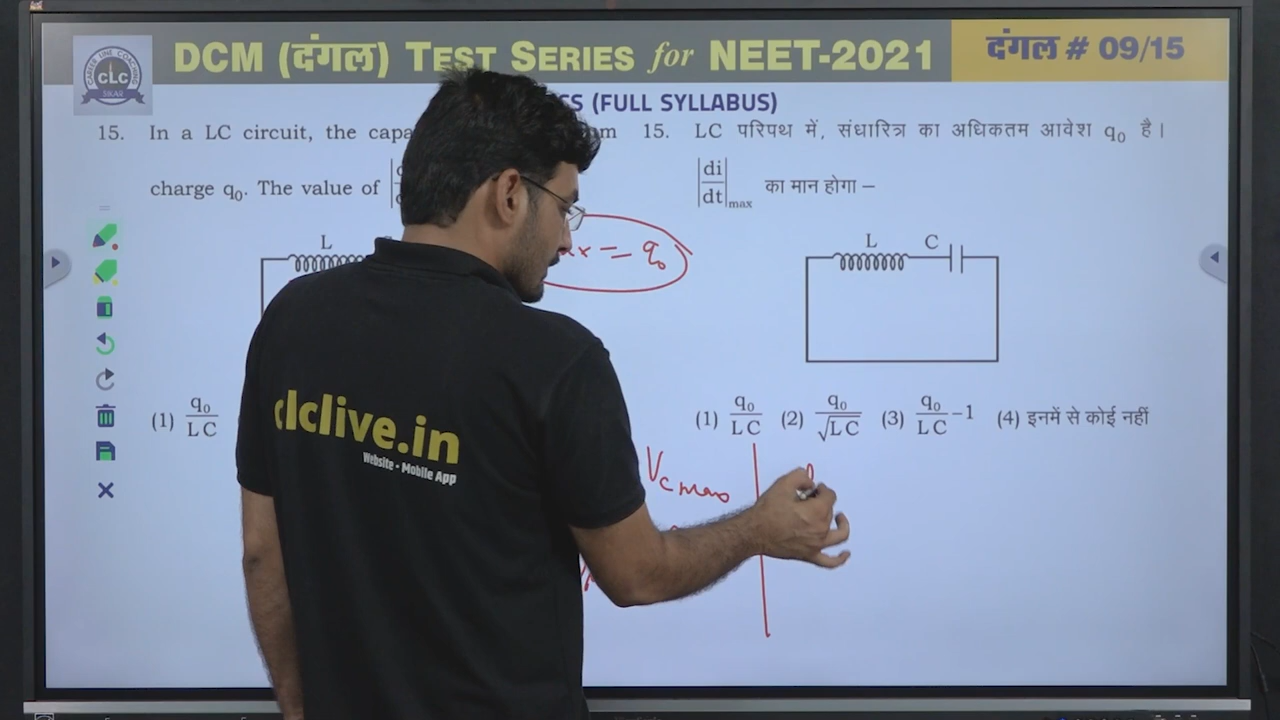 DCM (दंगल) TEST SERIES for NEET-2021
दंगल # 09/15
CAREER LINE COACHING
CLC
SIKAR
(FULL SYLLABUS)
15. In a LC circuit, the
charge q₀. The value of
L
(1) q₀/LC
15. LC परिपथ में, संधारित्र का अधिकतम आवेश q₀ है।
|di/dt|max का मान होगा –
L C
(1) q₀/LC (2) q₀/√LC (3) q₀/LC –1 (4) इनमें से कोई नहीं
= q₀
Vc max
clclive.in
Website - Mobile App